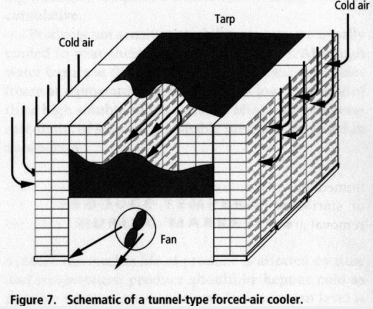 Cold air
Tarp
Cold air
Fan
Figure 7. Schematic of a tunnel-type forced-air cooler.